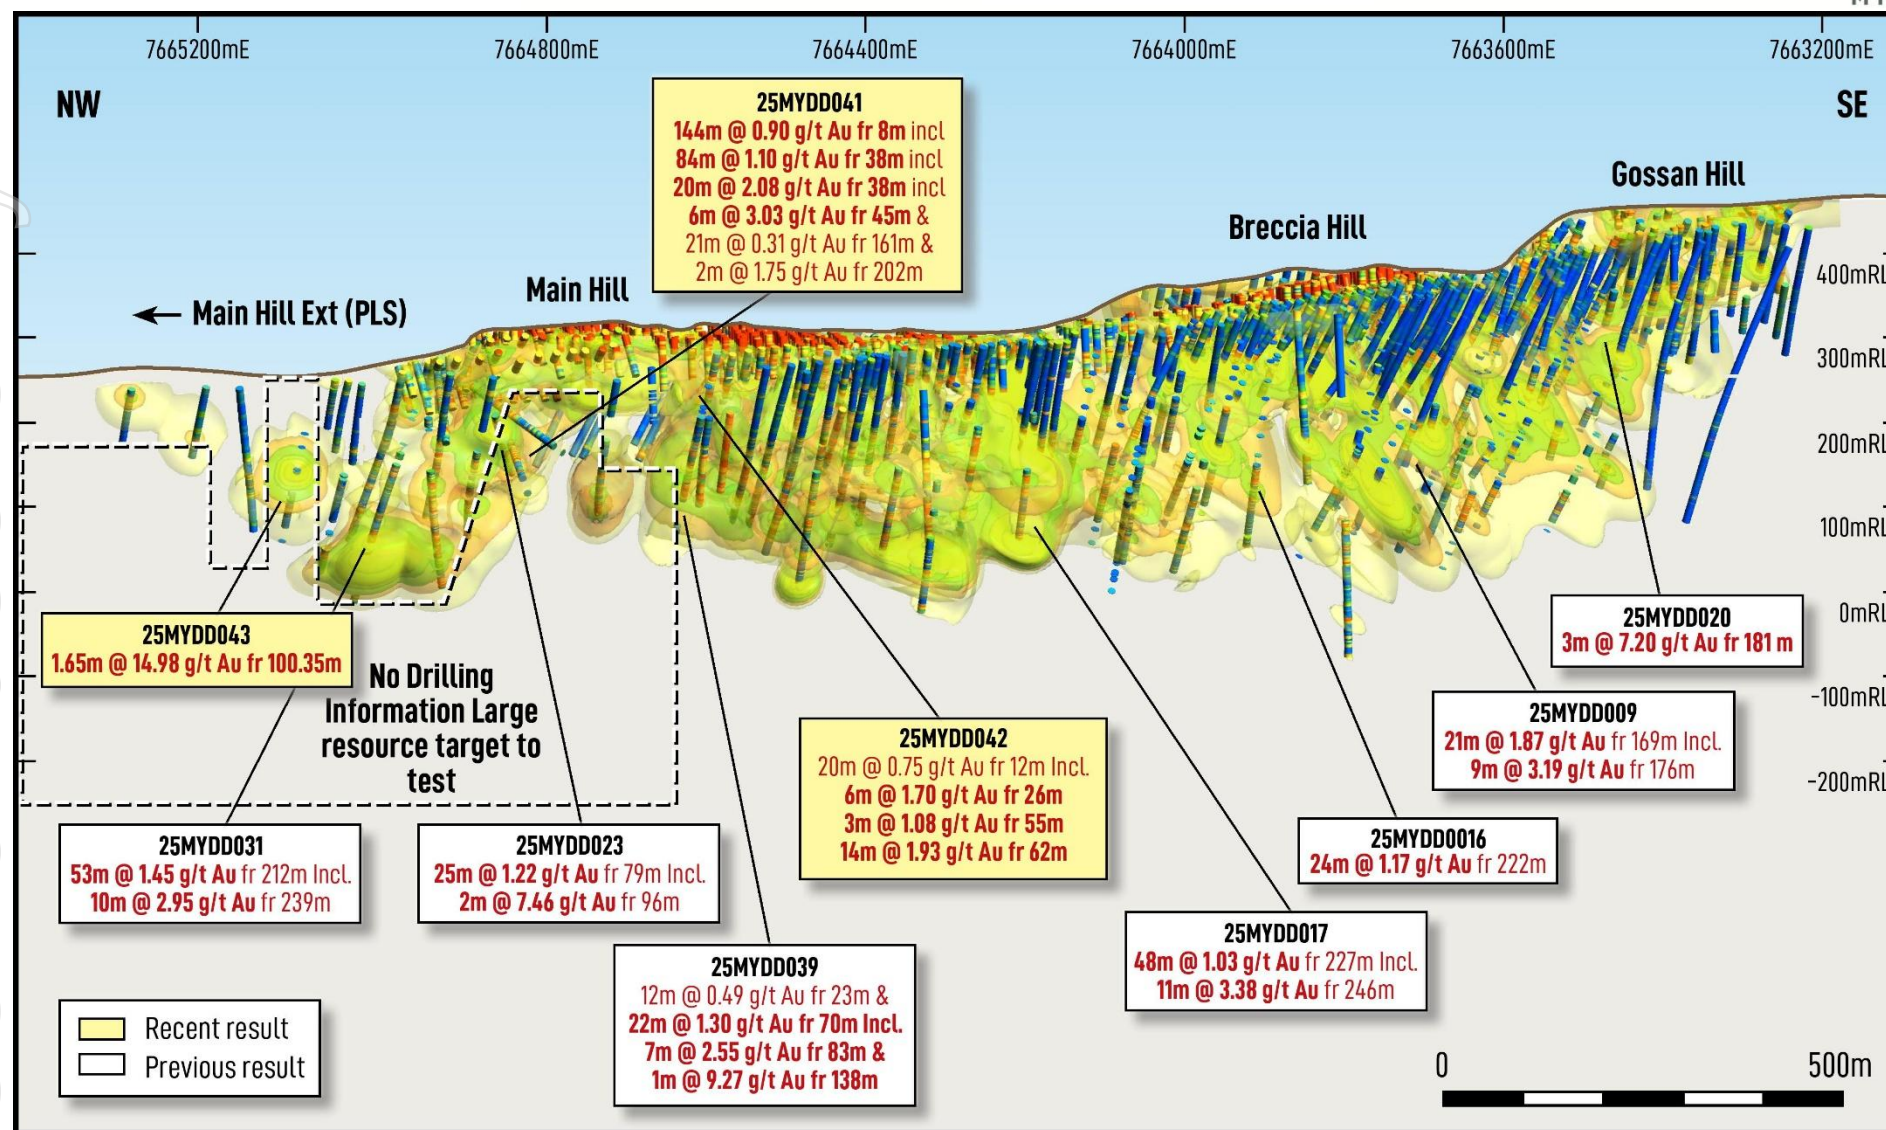 7665200mE
7664800mE
7664400mE
7664000mE
7663600mE
7663200mE
NW
SE
25MYDD041
144m @ 0.90 g/t Au fr 8m incl
84m @ 1.10 g/t Au fr 38m incl
20m @ 2.08 g/t Au fr 38m incl
6m @ 3.03 g/t Au fr 45m &
21m @ 0.31 g/t Au fr 161m &
2m @ 1.75 g/t Au fr 202m
Gossan Hill
Breccia Hill
Main Hill
← Main Hill Ext (PLS)
400mRL
300mRL
200mRL
100mRL
0mRL
-100mRL
-200mRL
25MYDD043
1.65m @ 14.98 g/t Au fr 100.35m
No Drilling
Information Large
resource target to
test
25MYDD020
3m @ 7.20 g/t Au fr 181 m
25MYDD009
21m @ 1.87 g/t Au fr 169m Incl.
9m @ 3.19 g/t Au fr 176m
25MYDD042
20m @ 0.75 g/t Au fr 12m Incl.
6m @ 1.70 g/t Au fr 26m
3m @ 1.08 g/t Au fr 55m
14m @ 1.93 g/t Au fr 62m
25MYDD031
53m @ 1.45 g/t Au fr 212m Incl.
10m @ 2.95 g/t Au fr 239m
25MYDD023
25m @ 1.22 g/t Au fr 79m Incl.
2m @ 7.46 g/t Au fr 96m
25MYDD0016
24m @ 1.17 g/t Au fr 222m
25MYDD017
48m @ 1.03 g/t Au fr 227m Incl.
11m @ 3.38 g/t Au fr 246m
25MYDD039
12m @ 0.49 g/t Au fr 23m &
22m @ 1.30 g/t Au fr 70m Incl.
7m @ 2.55 g/t Au fr 83m &
1m @ 9.27 g/t Au fr 138m
Recent result
Previous result
0
500m